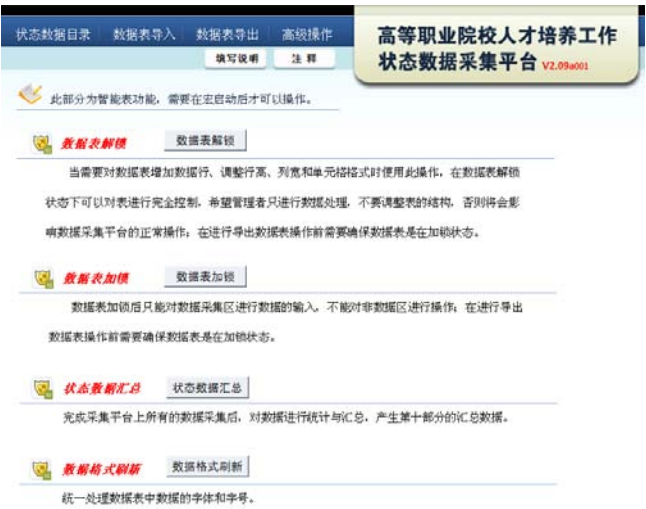 状态数据目录 数据表导入 数据表导出 高级操作
高等职业院校人才培养工作
状态数据采集平台 V2.09a001
填写说明 注 释
此部分为智能表功能，需要在宏启动后才可以操作。
数据表解锁 数据表解锁
当需要对数据表增加数据行、调整行高、列宽和单元格格式时使用此操作，在数据表解锁
状态下可以对表进行完全控制，希望管理者只进行数据处理，不要调整表的结构，否则将会影
响数据采集平台的正常操作；在进行导出数据表操作前需要确保数据表是在加锁状态。
数据表加锁 数据表加锁
数据表加锁后只能对数据采集区进行数据的输入，不能对非数据区进行操作；在进行导出
数据表操作前需要确保数据表是在加锁状态。
状态数据汇总 状态数据汇总
完成采集平台上所有的数据采集后，对数据进行统计与汇总，产生第十部分的汇总数据。
数据格式刷新 数据格式刷新
统一处理数据表中数据的字体和字号。